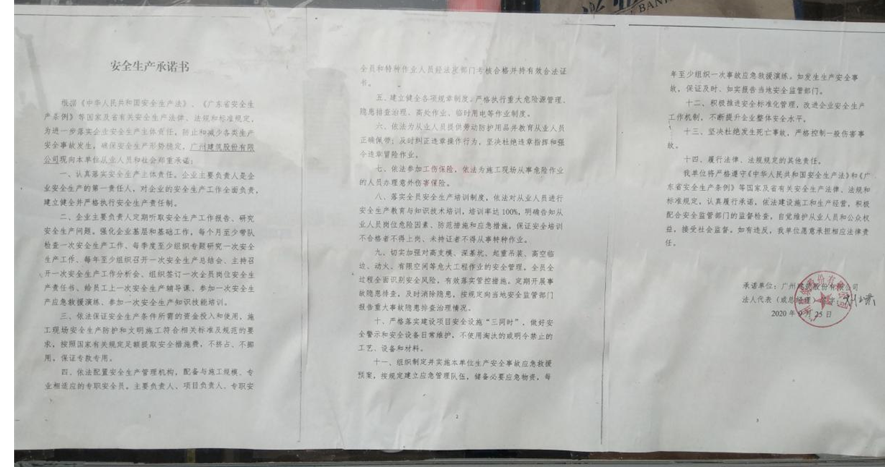 安全生产承诺书
根据《中华人民共和国安全生产法》、《广东省安全生
产条例》等国家及省有关安全生产法律、法规和标准规定，
为进一步落实企业安全生产主体责任，防止和减少各类生产
安全事故发生，确保安全生产形势稳定，广州建筑股份有限
公司现向本单位从业人员和社会郑重承诺：
一、认真落实安全生产主体责任。企业主要负责人是企
业安全生产的第一责任人，对企业的安全生产工作全面负责，
建立健全并严格执行安全生产责任制。
二、企业主要负责人定期听取安全生产工作报告、研究
安全生产问题，强化企业基层和基础工作，每个月至少带队
检查一次安全生产工作、每季度至少组织专题研究一次安全
生产工作、每年至少组织召开一次安全生产总结会、主持召
开一次安全生产工作分析会、组织签订一次全员岗位安全生
产责任书、给员工上一次安全生产辅导课、参加一次安全生
产应急救援演练、参加一次安全生产知识技能培训。
三、依法保证安全生产条件所需的资金投入和使用，施
工现场安全生产防护和文明施工符合相关标准及规范的要
求，按照国家有关规定足额提取安全措施费，不挤占、不挪
用，保证专款专用。
四、依法配置安全生产管理机构，配备与施工规模、专
业相适应的专职安全员，主要负责人、项目负责人、专职安
全员和特种作业人员经法定部门考核合格并持有效合法证
书。
五、建立健全各项规章制度，严格执行重大危险源管理、
隐患排查治理、高处作业、临时用电等作业制度。
六、依法为从业人员提供劳动防护用品并教育从业人员
正确佩带；及时纠正违章操作行为，坚决杜绝违章指挥和强
令违章冒险作业。
七、依法参加工伤保险，依法为施工现场从事危险作业
的人员办理意外伤害保险。
八、落实全员安全生产培训制度，依法对从业人员进行
安全生产教育与知识技术培训，培训率达100%，明确告知从
业人员岗位危险因素、防范措施和应急措施，保证安全培训
不合格者不得上岗、未持证者不得从事特种作业。
九、切实加强对高支模、深基坑、起重吊装、高空临
边、动火、有限空间等危大工程作业的安全管理，全员全
过程全面识别安全风险，有效落实管控措施，定期开展事
故隐患排查，及时消除隐患，按规定向当地安全监管部门
报告重大事故隐患排查治理情况。
十、严格落实建设项目安全设施“三同时”，做好安
全警示和安全设备日常维护，不使用淘汰的或明令禁止的
工艺、设备和材料。
十一、组织制定并实施本单位生产安全事故应急救援
预案，按规定建立应急管理队伍，储备必要应急物资，每
年至少组织一次事故应急救援演练。如发生生产安全事
故，保证及时、如实报告当地安全监管部门。
十二、积极推进安全标准化管理，改进企业安全生产
工作机制，不断提升企业整体安全水平。
十三、坚决杜绝发生死亡事故，严格控制一般伤害事
故。
十四、履行法律、法规规定的其他责任。
我单位将严格遵守《中华人民共和国安全生产法》和《广
东省安全生产条例》等国家及省有关安全生产法律、法规和
标准规定，认真履行承诺，依法建设施工和生产经营，积极
配合安全监管部门的监督检查，自觉维护从业人员和公众权
益，接受社会监督。如有违反，我单位愿意承担相应法律责
任。
承诺单位：广州建筑股份有限公司
法人代表（或总经理）
2020年9月25日